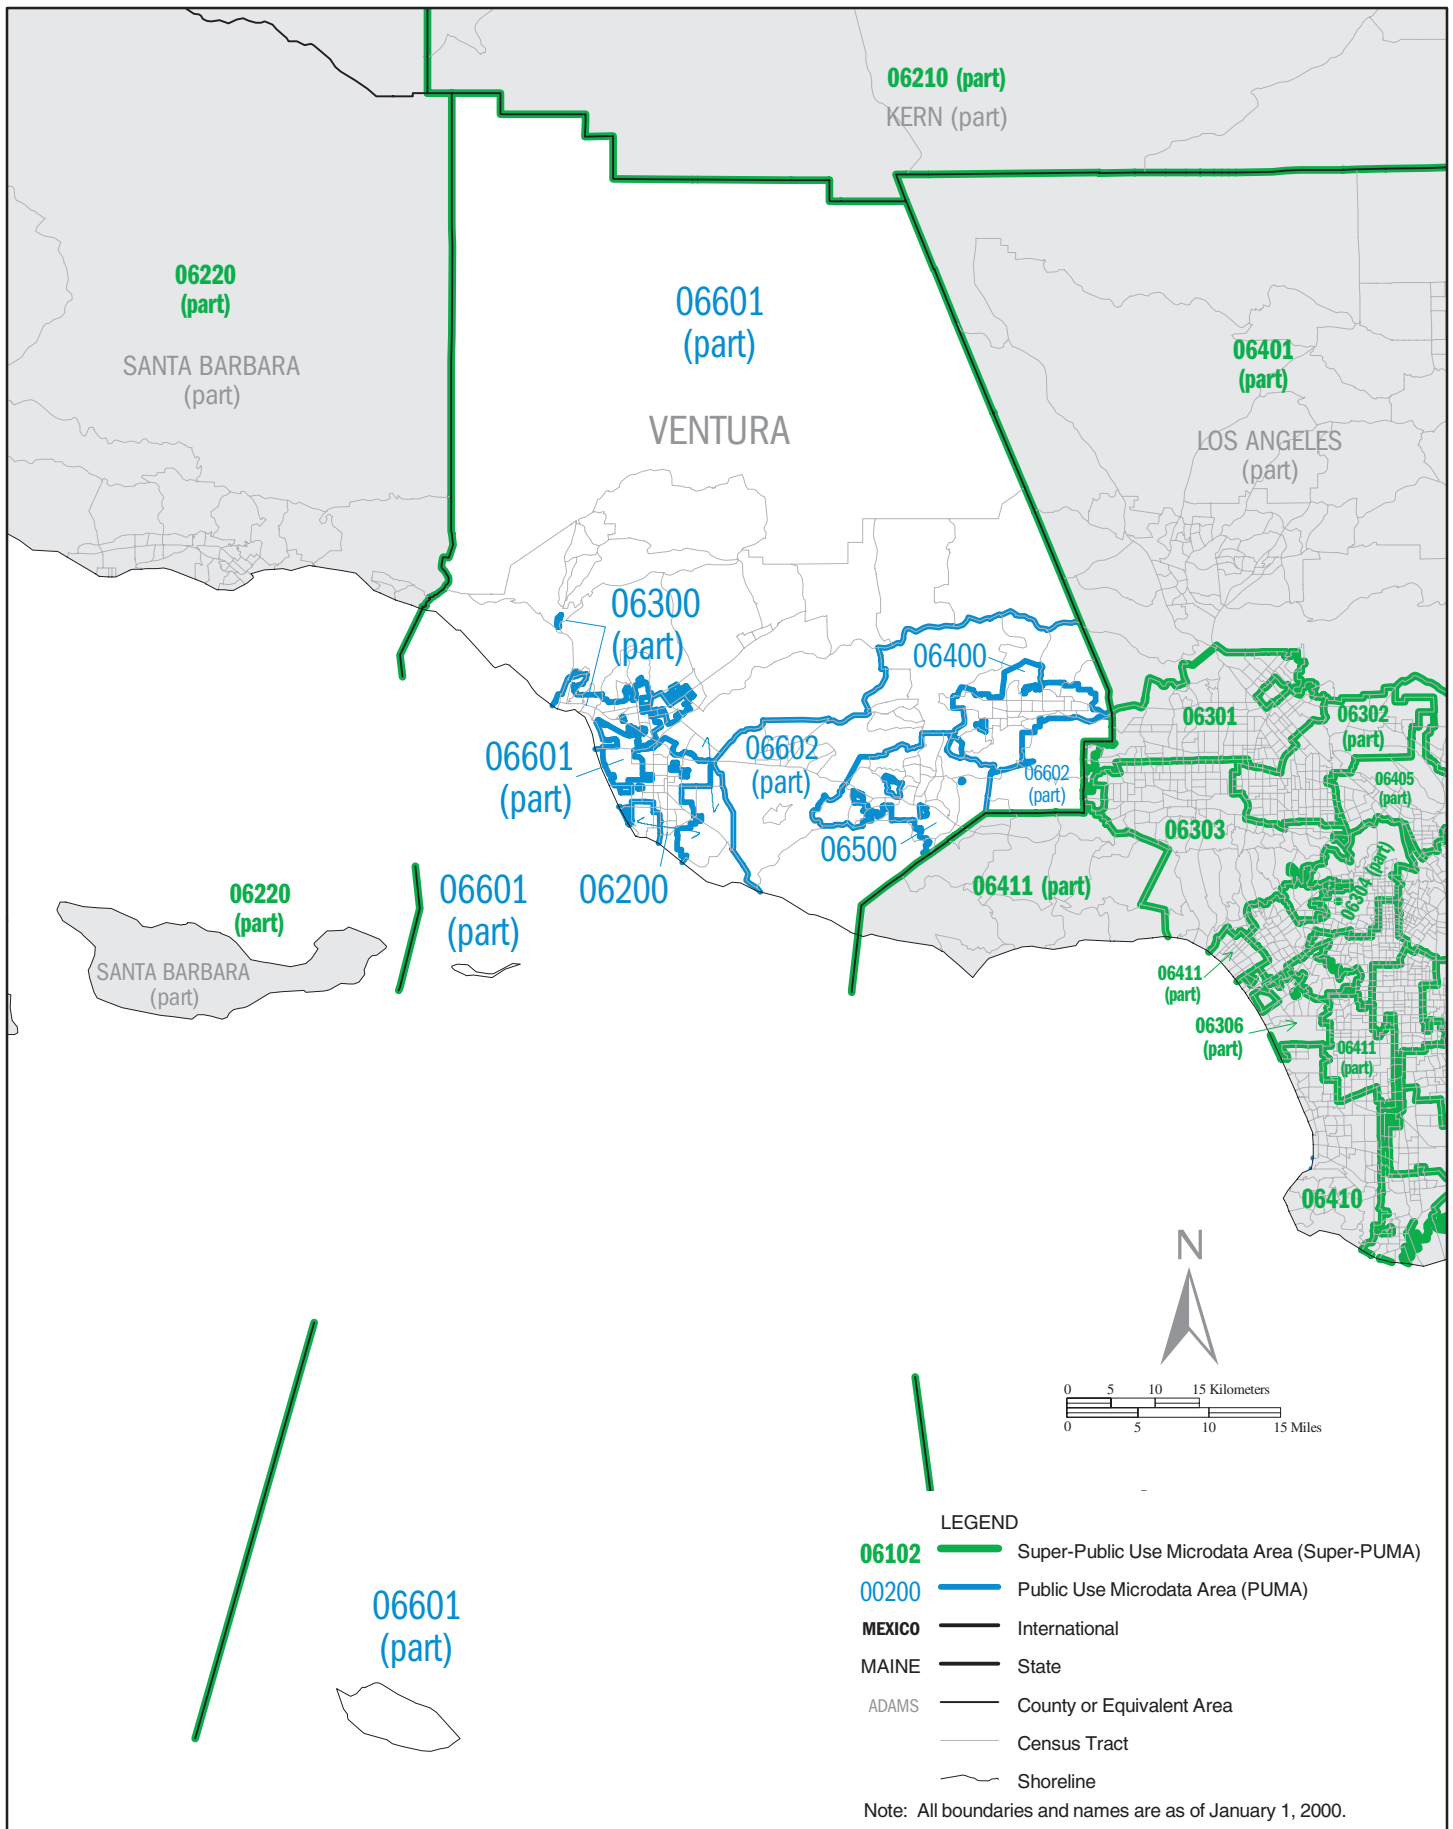 06210 (part)
KERN (part)
06220
(part)
SANTA BARBARA
(part)
06601
(part)
VENTURA
06401
(part)
LOS ANGELES
(part)
06300
(part)
06400
06601
(part)
06602
(part)
06602
(part)
06500
06200
06301
06302
(part)
06405
(part)
06303
06304 (part)
06411 (part)
06220
(part)
SANTA BARBARA
(part)
06601
(part)
06411
(part)
06306
(part)
06411
(part)
06410
N
0 5 10 15 Kilometers
0 5 10 15 Miles
06601
(part)
LEGEND
06102 Super-Public Use Microdata Area (Super-PUMA)
00200 Public Use Microdata Area (PUMA)
MEXICO International
MAINE State
ADAMS County or Equivalent Area
Census Tract
Shoreline
Note: All boundaries and names are as of January 1, 2000.